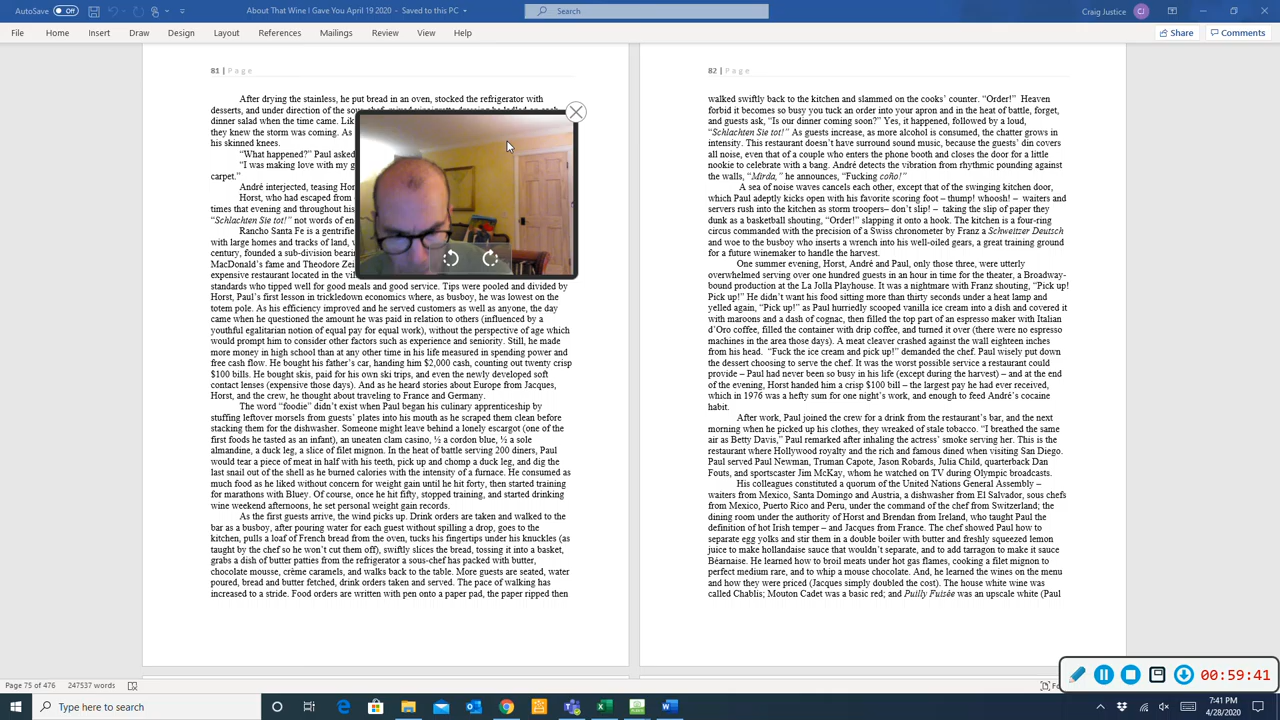 AutoSave Off About That Wine I Gave You April 2019 - Saved to this PC Search Craig Justice
File Home Insert Draw Design Layout References Mailings Review View Help Share Comments
81 | Page
After drying the stainless, he put bread in an oven, stocked the refrigerator with
desserts, and under direction of the
dinner salad when the time came. Lik
they knew the storm was coming. As
his skinned knees.
“What happened?” Paul asked
“I was making love with my g
carpet.”
André interjected, teasing Hor
Horst, who had escaped from
times that evening and throughout his
“Schlachten Sie tot!” not words of en
Rancho Santa Fe is a gentrifie
with large homes and tracks of land, w
century, founded a sub-division bearin
MacDonald’s fame and Theodore Zei
expensive restaurant located in the vil
standards who tipped well for good meals and good service. Tips were pooled and divided by
Horst, Paul’s first lesson in trickledown economics where, as busboy, he was lowest on the
totem pole. As his efficiency improved and he served customers as well as anyone, the day
came when he questioned the amount he was paid in relation to others (influenced by a
youthful egalitarian notion of equal pay for equal work), without the perspective of age which
would prompt him to consider other factors such as experience and seniority. Still, he made
more money in high school than at any other time in his life measured in spending power and
free cash flow. He bought his father’s car, handing him $2,000 cash, counting out twenty crisp
$100 bills. He bought skis, paid for his own ski trips, and even the newly developed soft
contact lenses (expensive those days). And as he heard stories about Europe from Jacques,
Horst, and the crew, he thought about traveling to France and Germany.
The word “foodie” didn’t exist when Paul began his culinary apprenticeship by
stuffing leftover morsels from guests’ plates into his mouth as he scraped them clean before
stacking them for the dishwasher. Someone might leave behind a lonely escargot (one of the
first foods he tasted as an infant), an uneaten clam casino, ½ a cordon blue, ½ a sole
almandine, a duck leg, a slice of filet mignon. In the heat of battle serving 200 diners, Paul
would tear a piece of meat in half with his teeth, pick up and chomp a duck leg, and dig the
last snail out of the shell as he burned calories with the intensity of a furnace. He consumed as
much food as he liked without concern for weight gain until he hit forty, then started training
for marathons with Bluey. Of course, once he hit fifty, stopped training, and started drinking
wine weekend afternoons, he set personal weight gain records.
As the first guests arrive, the wind picks up. Drink orders are taken and walked to the
bar as a busboy, after pouring water for each guest without spilling a drop, goes to the
kitchen, pulls a loaf of French bread from the oven, tucks his fingertips under his knuckles (as
taught by the chef so he won’t cut them off), swiftly slices the bread, tossing it into a basket,
grabs a dish of butter patties from the refrigerator a sous-chef has packed with butter,
chocolate mousse, crème caramels, and walks back to the table. More guests are seated, water
poured, bread and butter fetched, drink orders taken and served. The pace of walking has
increased to a stride. Food orders are written with pen onto a paper pad, the paper ripped then
82 | Page
walked swiftly back to the kitchen and slammed on the cooks’ counter. “Order!” Heaven
forbid it becomes so busy you tuck an order into your apron and in the heat of battle, forget,
and guests ask, “Is our dinner coming soon?” Yes, it happened, followed by a loud,
“Schlachten Sie tot!” As guests increase, as more alcohol is consumed, the chatter grows in
intensity. This restaurant doesn’t have surround sound music, because the guests’ din covers
all noise, even that of a couple who enters the phone booth and closes the door for a little
nookie to celebrate with a bang. André detects the vibration from rhythmic pounding against
the walls, “Mirda,” he announces, “Fucking coño!”
A sea of noise waves cancels each other, except that of the swinging kitchen door,
which Paul adeptly kicks open with his favorite scoring foot – thump! whoosh! – waiters and
servers rush into the kitchen as storm troopers– don’t slip! – taking the slip of paper they
dunk as a basketball shouting, “Order!” slapping it onto a hook. The kitchen is a four-ring
circus commanded with the precision of a Swiss chronometer by Franz a Schweitzer Deutsch
and woe to the busboy who inserts a wrench into his well-oiled gears, a great training ground
for a future winemaker to handle the harvest.
One summer evening, Horst, André and Paul, only those three, were utterly
overwhelmed serving over one hundred guests in an hour in time for the theater, a Broadway-
bound production at the La Jolla Playhouse. It was a nightmare with Franz shouting, “Pick up!
Pick up!” He didn’t want his food sitting more than thirty seconds under a heat lamp and
yelled again, “Pick up!” as Paul hurriedly scooped vanilla ice cream into a dish and covered it
with maroons and a dash of cognac, then filled the top part of an espresso maker with Italian
d’Oro coffee, filled the container with drip coffee, and turned it over (there were no espresso
machines in the area those days). A meat cleaver crashed against the wall eighteen inches
from his head. “Fuck the ice cream and pick up!” demanded the chef. Paul wisely put down
the dessert choosing to serve the chef. It was the worst possible service a restaurant could
provide – Paul had never been so busy in his life (except during the harvest) – and at the end
of the evening, Horst handed him a crisp $100 bill – the largest pay he had ever received,
which in 1976 was a hefty sum for one night’s work, and enough to feed André’s cocaine
habit.
After work, Paul joined the crew for a drink from the restaurant’s bar, and the next
morning when he picked up his clothes, they wreaked of stale tobacco. “I breathed the same
air as Betty Davis,” Paul remarked after inhaling the actress’ smoke serving her. This is the
restaurant where Hollywood royalty and the rich and famous dined when visiting San Diego.
Paul served Paul Newman, Truman Capote, Jason Robards, Julia Child, quarterback Dan
Fouts, and sportscaster Jim McKay, whom he watched on TV during Olympic broadcasts.
His colleagues constituted a quorum of the United Nations General Assembly –
waiters from Mexico, Santo Domingo and Austria, a dishwasher from El Salvador, sous chefs
from Mexico, Puerto Rico and Peru, under the command of the chef from Switzerland; the
dining room under the authority of Horst and Brendan from Ireland, who taught Paul the
definition of hot Irish temper – and Jacques from France. The chef showed Paul how to
separate egg yolks and stir them in a double boiler with butter and freshly squeezed lemon
juice to make hollandaise sauce that wouldn’t separate, and to add tarragon to make it sauce
Béarnaise. He learned how to broil meats under hot gas flames, cooking a filet mignon to
perfect medium rare, and to whip a mouse chocolate. And, he learned the wines on the menu
and how they were priced (Jacques simply doubled the cost). The house white wine was
called Chablis; Mouton Cadet was a basic red; and Puilly Fuisée was an upscale white (Paul
Page 75 of 476 247537 words
00:59:41
Type here to search
7:41 PM
4/28/2020